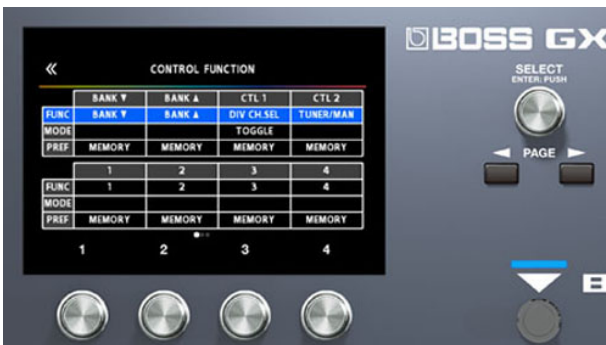 BOSS GX
« CONTROL FUNCTION
SELECT
ENTER: PUSH
BANK ▼ BANK ▲ CTL 1 CTL 2
FUNC BANK ▼ BANK ▲ DIV CH.SEL TUNER/MAN
MODE TOGGLE
PREF MEMORY MEMORY MEMORY MEMORY
◀ PAGE ▶
1 2 3 4
FUNC 1 2 3 4
MODE
PREF MEMORY MEMORY MEMORY MEMORY
1 2 3 4